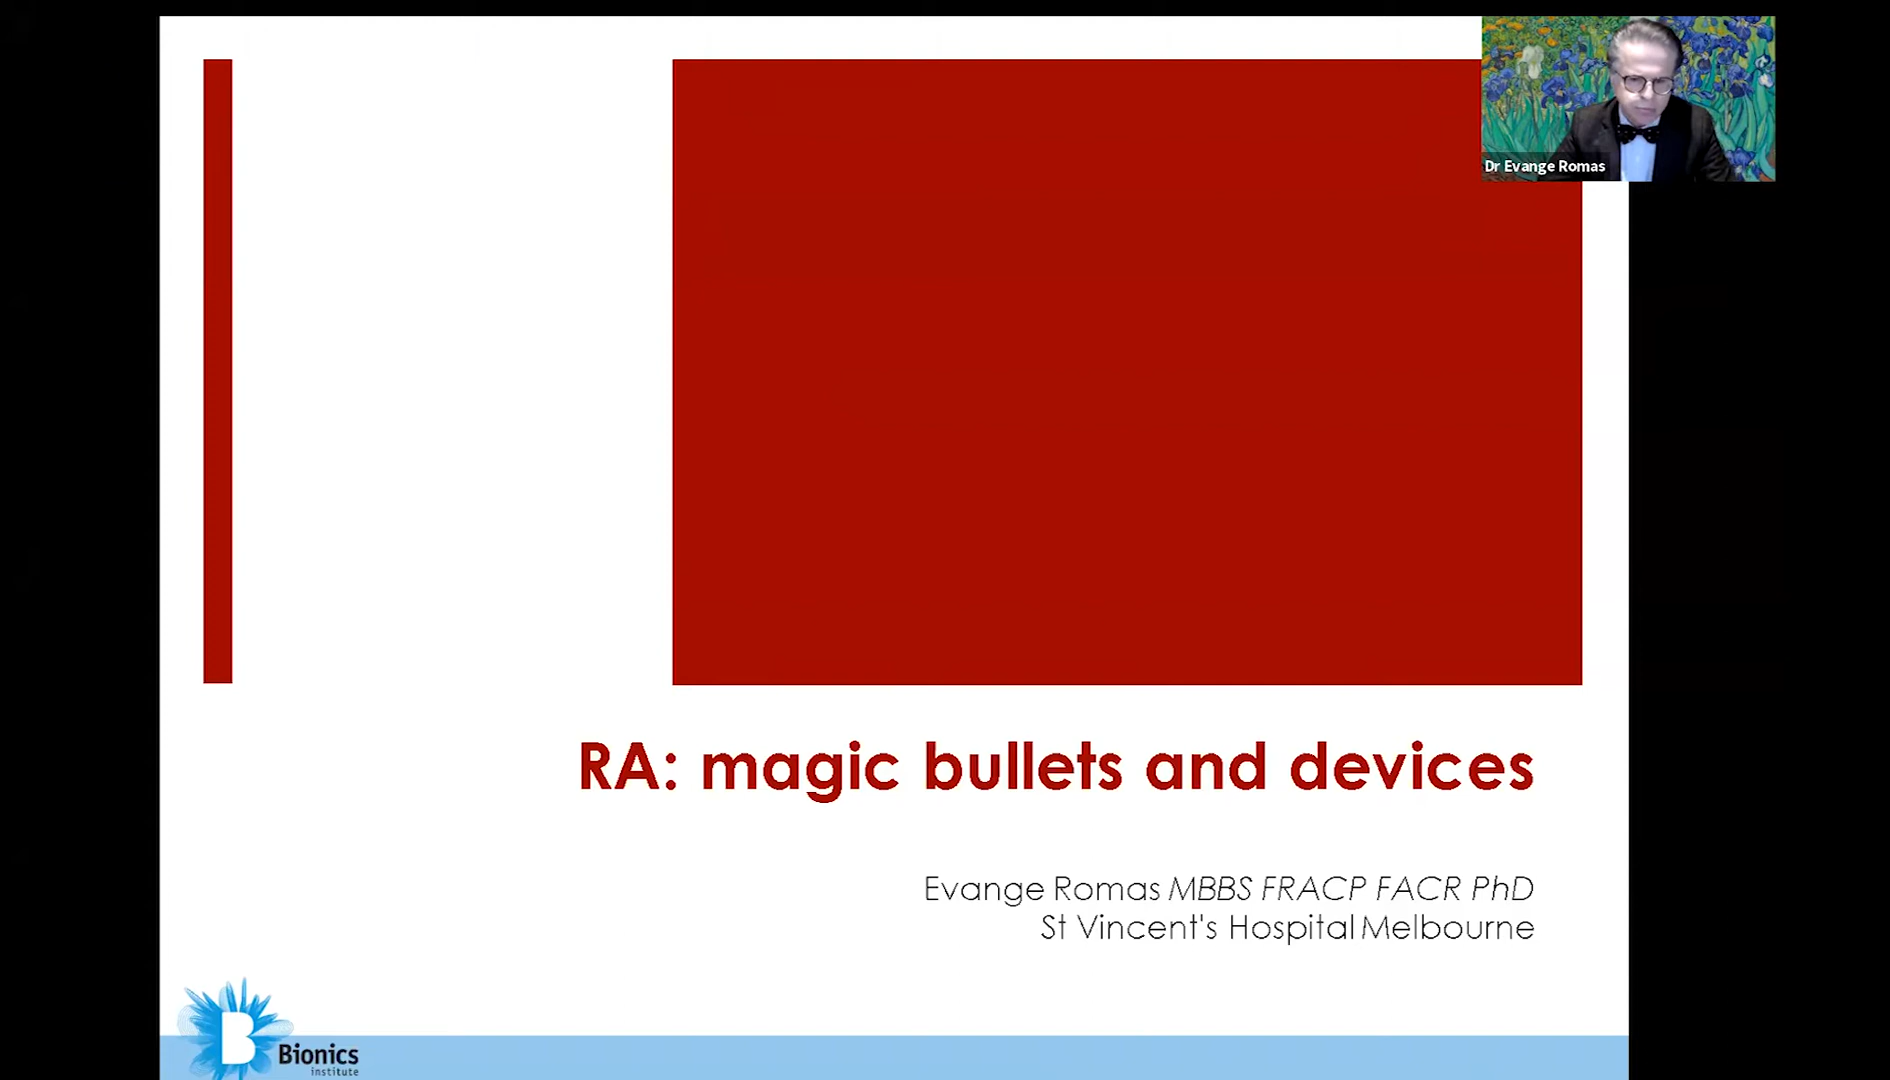 Dr Evange Romas
RA: magic bullets and devices
Evange Romas MBBS FRACP FACR PhD
St Vincent's Hospital Melbourne
B
Bionics
institute